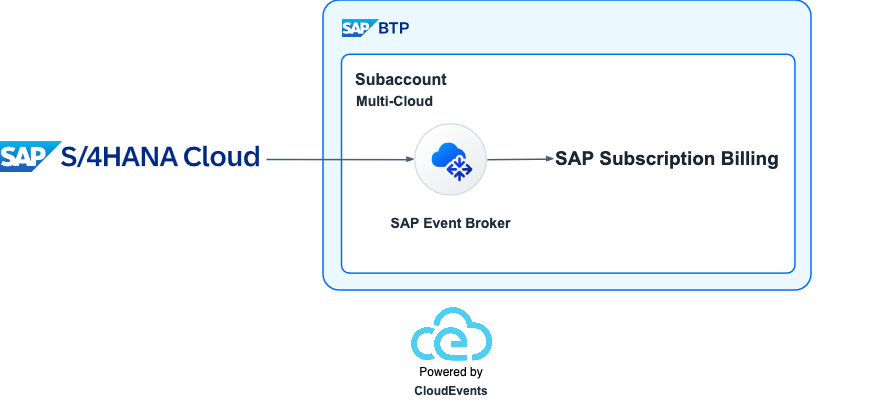 SAP BTP
Subaccount
Multi-Cloud
SAP S/4HANA Cloud
SAP Subscription Billing
SAP Event Broker
Powered by
CloudEvents